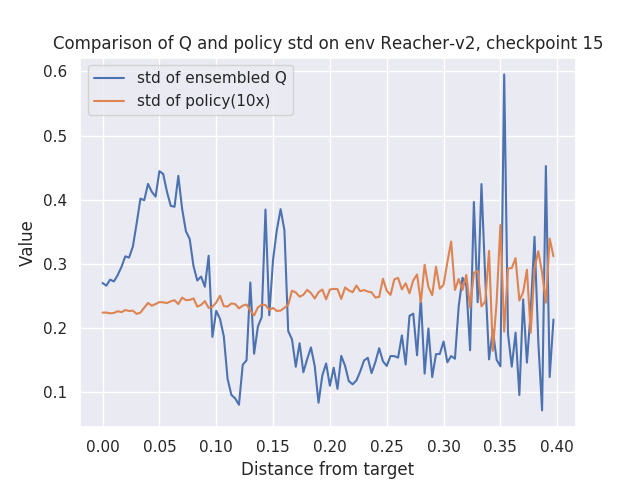 Comparison of Q and policy std on env Reacher-v2, checkpoint 15
std of ensembled Q
std of policy(10x)
Value
0.6
0.5
0.4
0.3
0.2
0.1
0.00 0.05 0.10 0.15 0.20 0.25 0.30 0.35 0.40
Distance from target